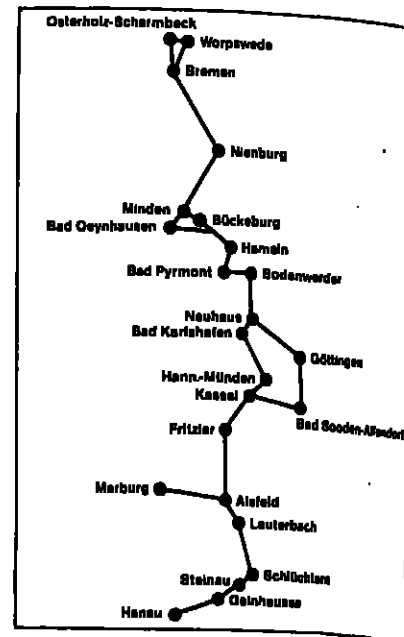 Osterholz-Scharmbeck
Worpswede
Bremen
Nienburg
Minden
Bückeburg
Bad Oeynhausen
Hameln
Bad Pyrmont
Bodenwerder
Neuhaus
Bad Karlshafen
Göttingen
Hann.-Münden
Kassel
Bad Sooden-Allendorf
Fritzlar
Marburg
Alsfeld
Lauterbach
Schlüchtern
Steinau
Gelnhausen
Hanau